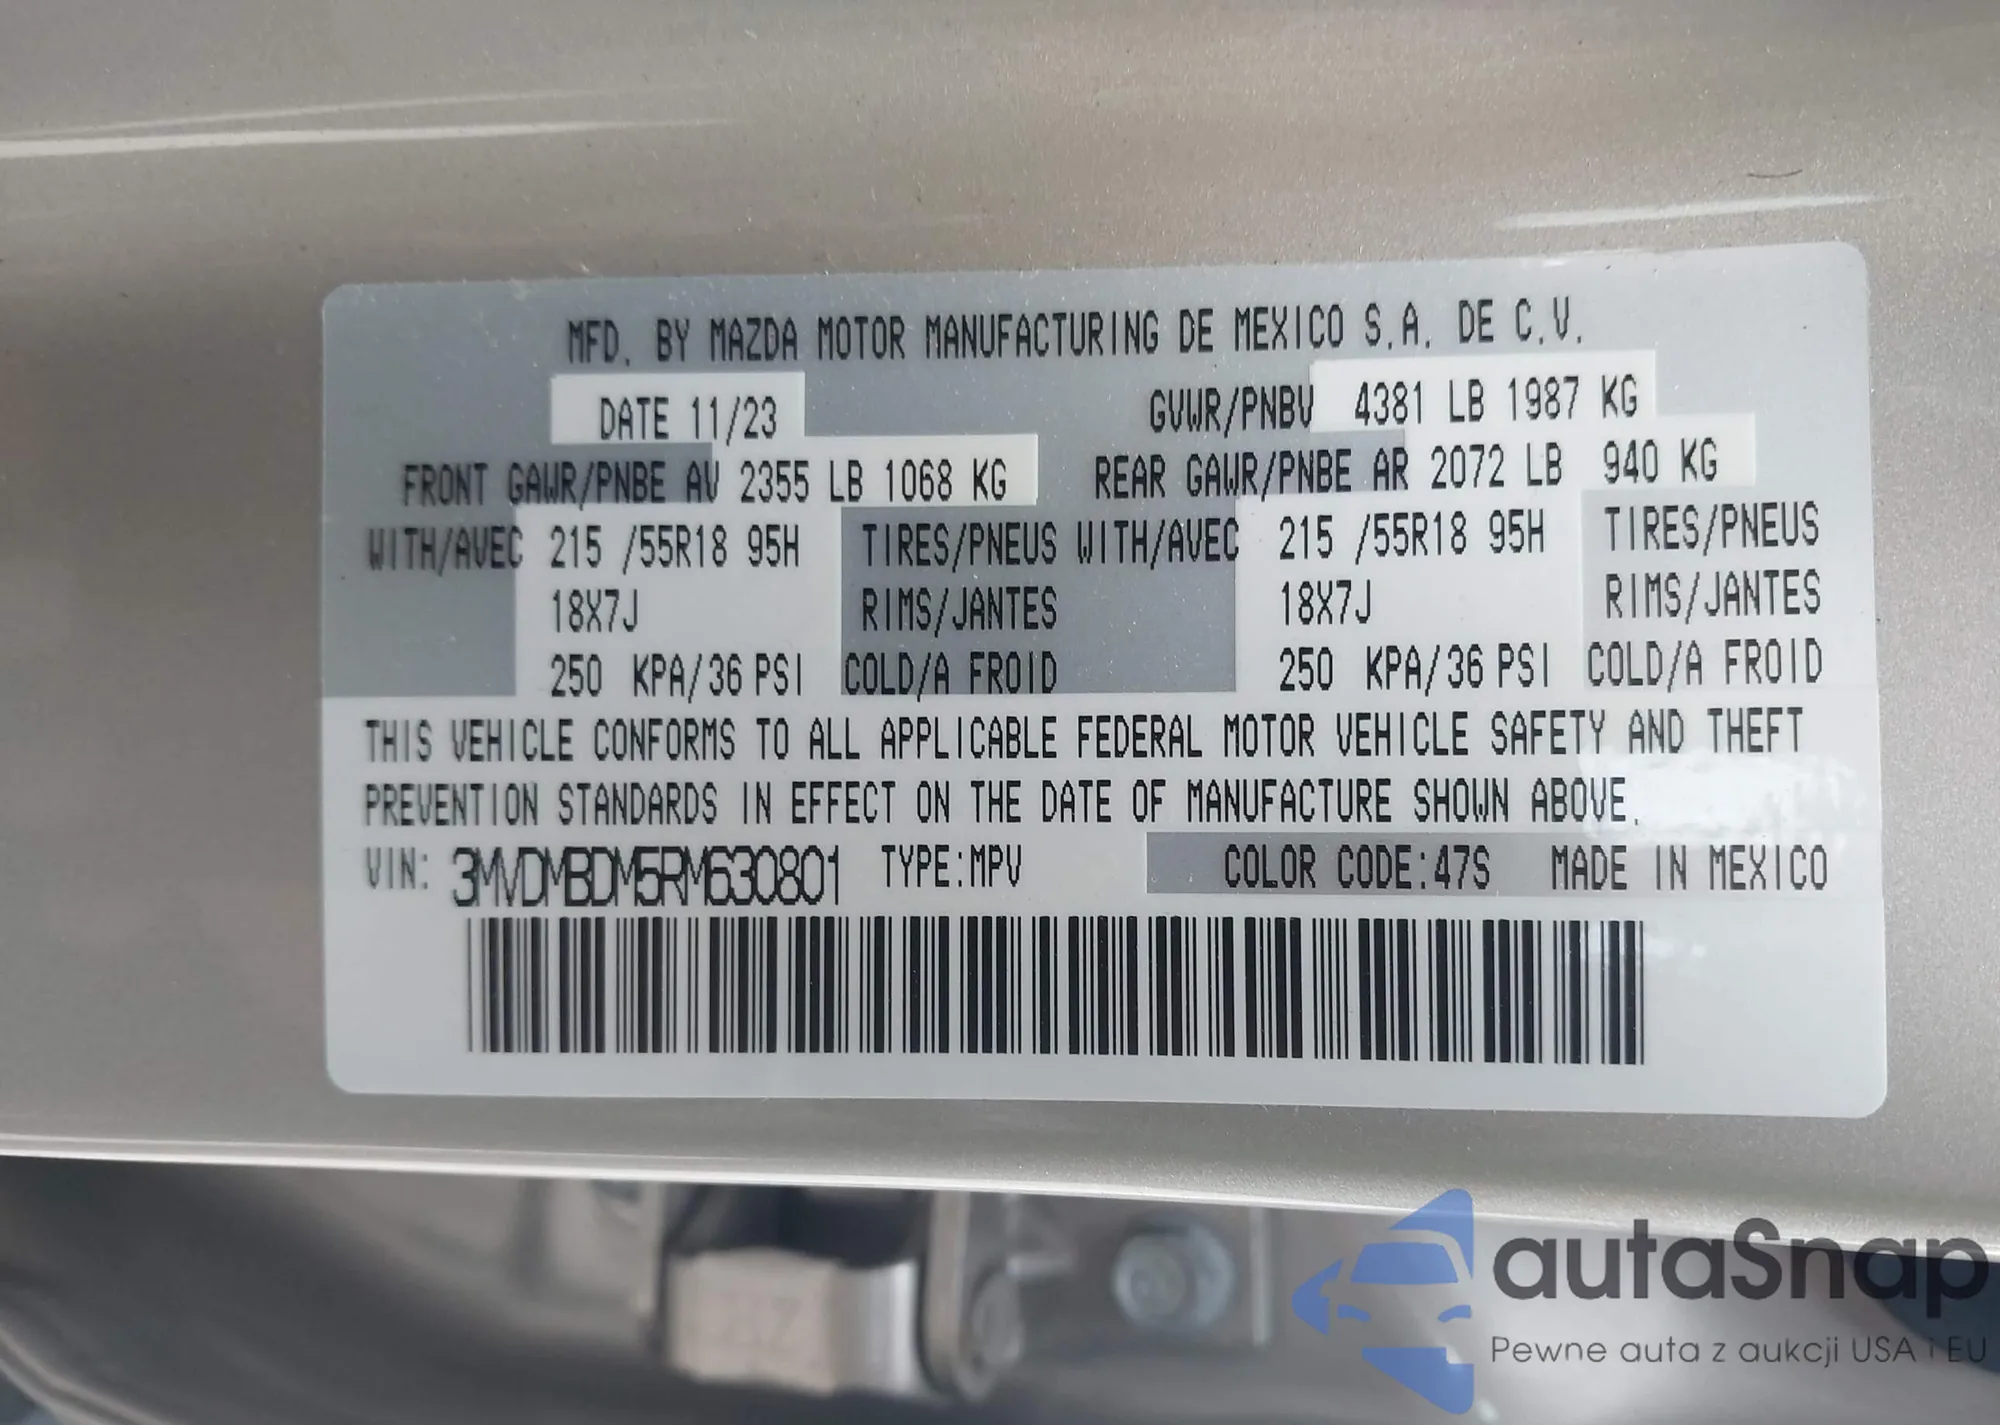 MFD. BY MAZDA MOTOR MANUFACTURING DE MEXICO S.A. DE C.V.
DATE 11/23 GVWR/PNBV 4381 LB 1987 KG
FRONT GAWR/PNBE AV 2355 LB 1068 KG REAR GAWR/PNBE AR 2072 LB 940 KG
WITH/AVEC 215 /55R18 95H TIRES/PNEUS WITH/AVEC 215 /55R18 95H TIRES/PNEUS
18X7J RIMS/JANTES 18X7J RIMS/JANTES
250 KPA/36 PSI COLD/A FROID 250 KPA/36 PSI COLD/A FROID
THIS VEHICLE CONFORMS TO ALL APPLICABLE FEDERAL MOTOR VEHICLE SAFETY AND THEFT
PREVENTION STANDARDS IN EFFECT ON THE DATE OF MANUFACTURE SHOWN ABOVE.
VIN: 3MVDMBDM5RM630801 TYPE:MPV COLOR CODE:47S MADE IN MEXICO
autaSnap
Pewne auta z aukcji USA i EU